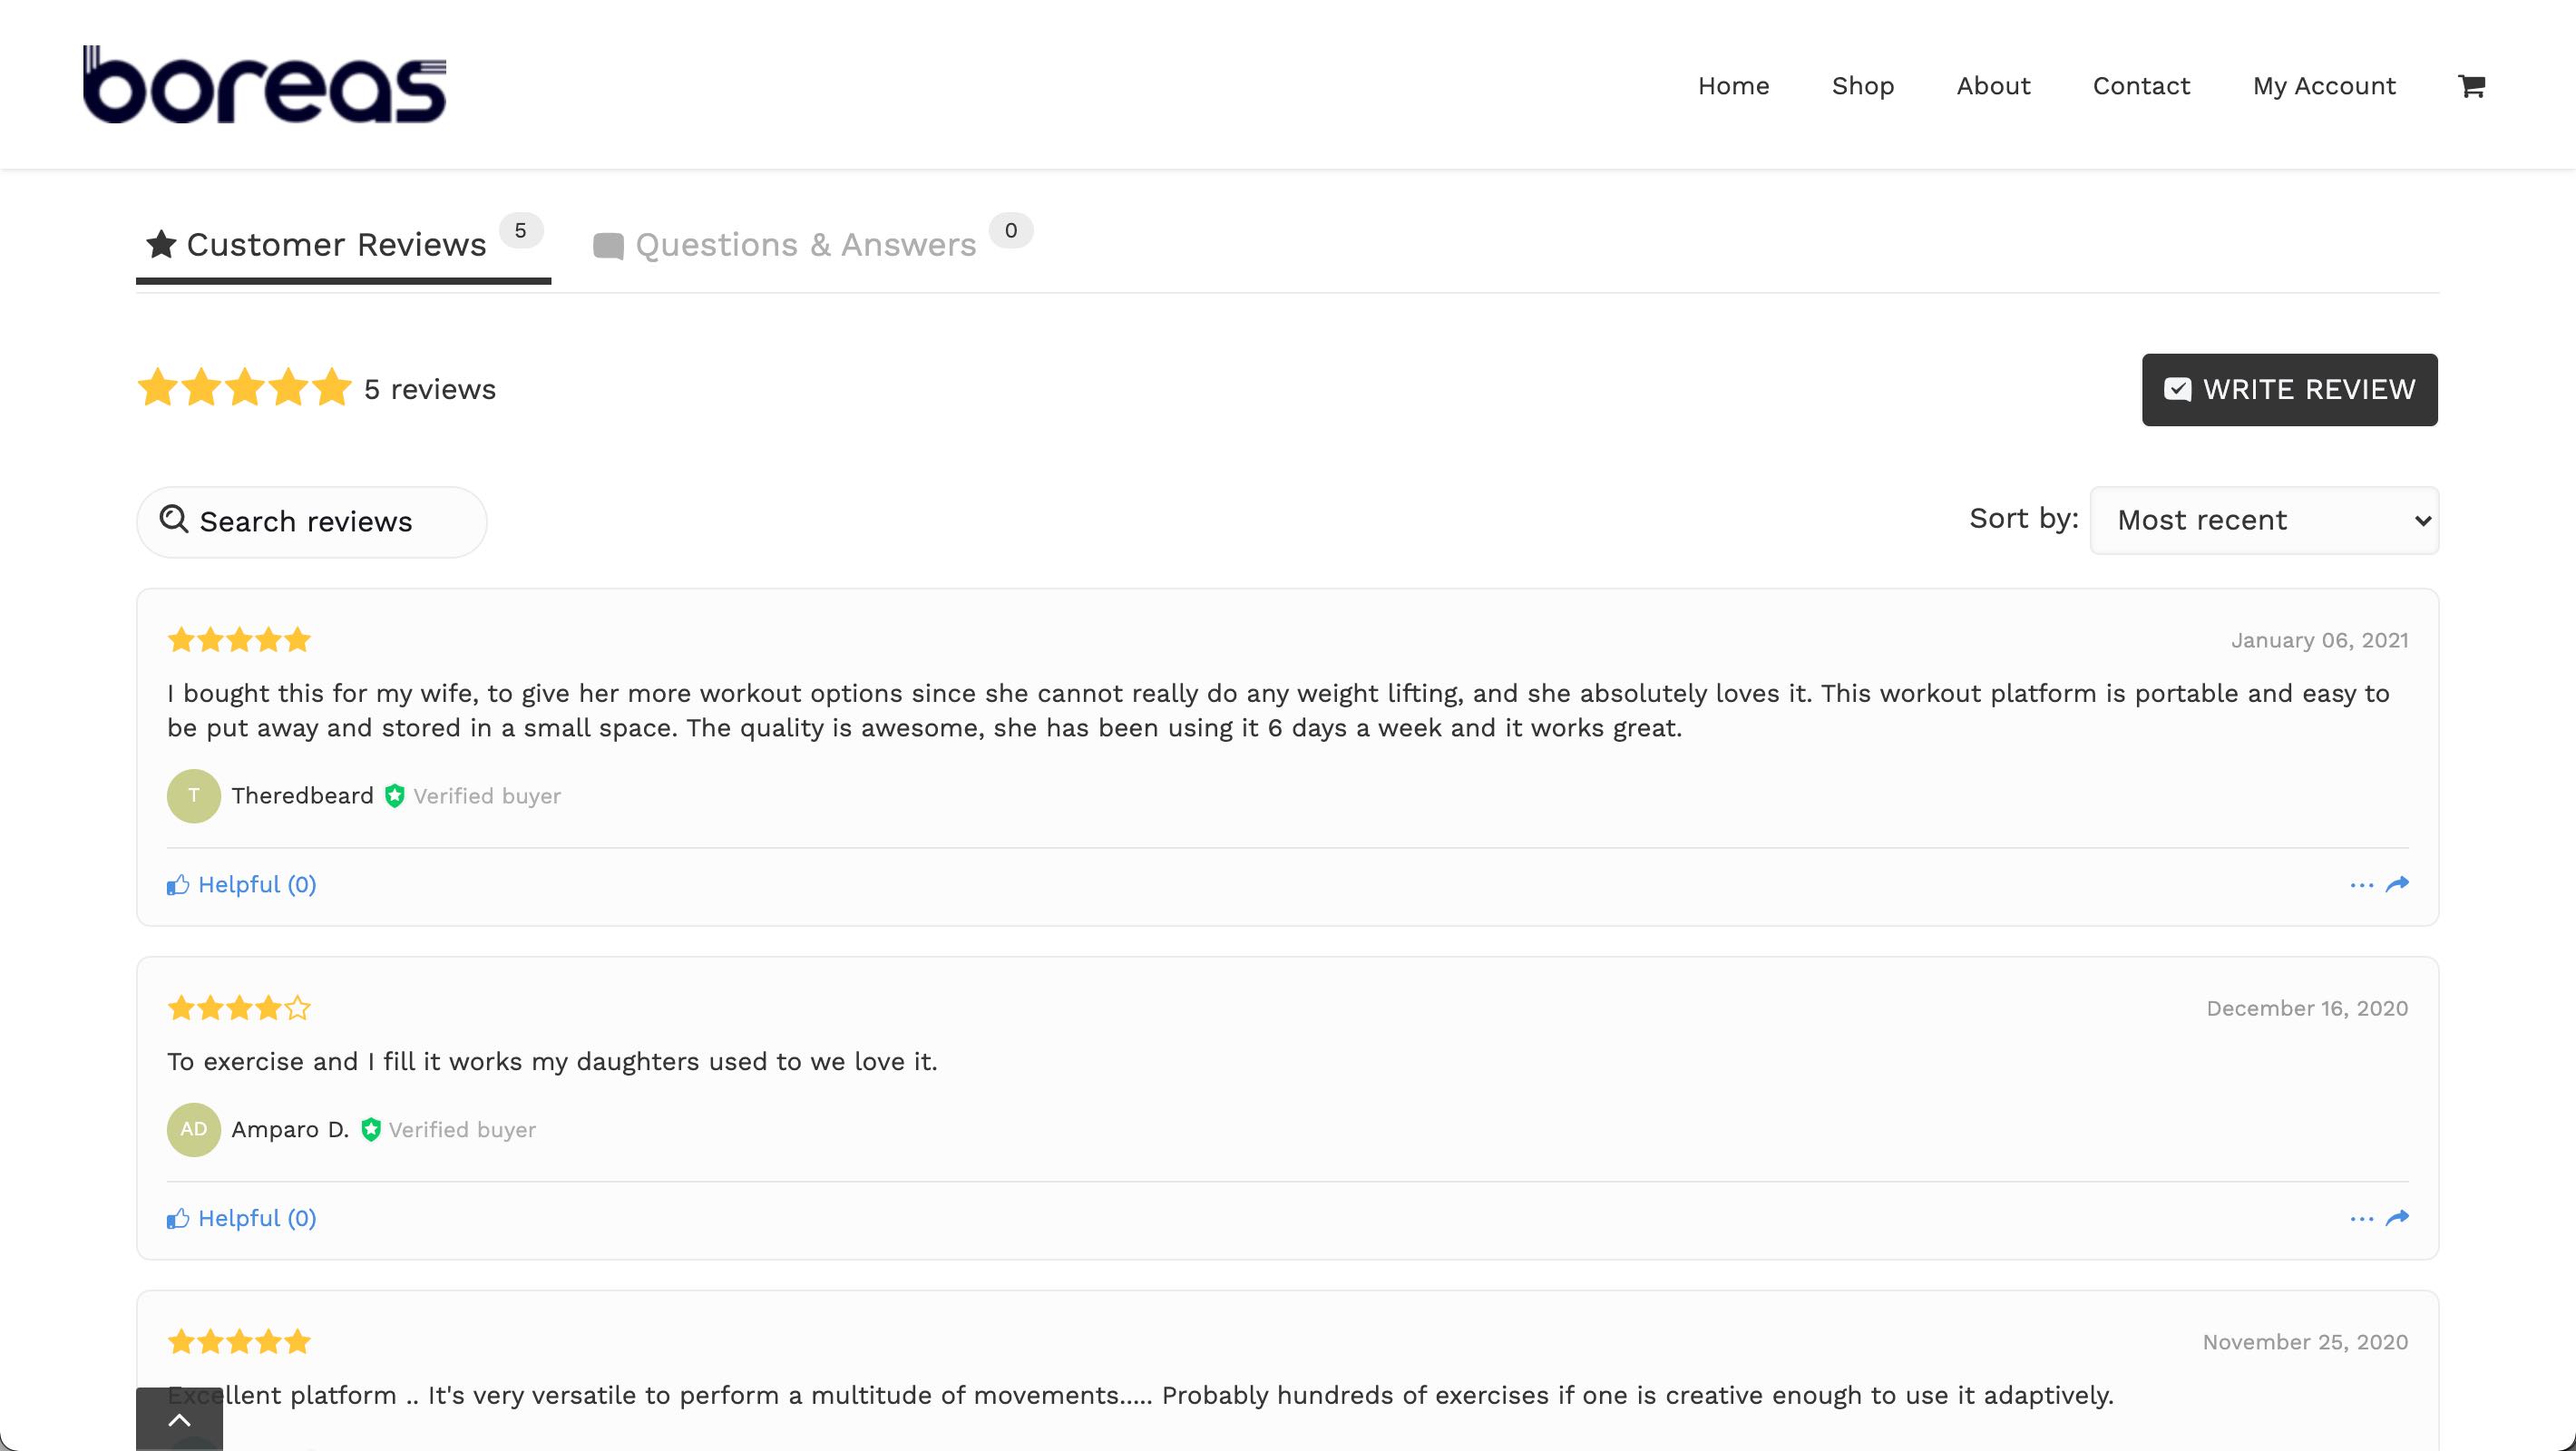 boreas
Home Shop About Contact My Account
Customer Reviews 5 Questions & Answers 0
5 reviews
WRITE REVIEW
Search reviews
Sort by: Most recent
January 06, 2021
I bought this for my wife, to give her more workout options since she cannot really do any weight lifting, and she absolutely loves it. This workout platform is portable and easy to
be put away and stored in a small space. The quality is awesome, she has been using it 6 days a week and it works great.
T Theredbeard Verified buyer
Helpful (0)
December 16, 2020
To exercise and I fill it works my daughters used to we love it.
AD Amparo D. Verified buyer
Helpful (0)
November 25, 2020
Excellent platform .. It's very versatile to perform a multitude of movements..... Probably hundreds of exercises if one is creative enough to use it adaptively.